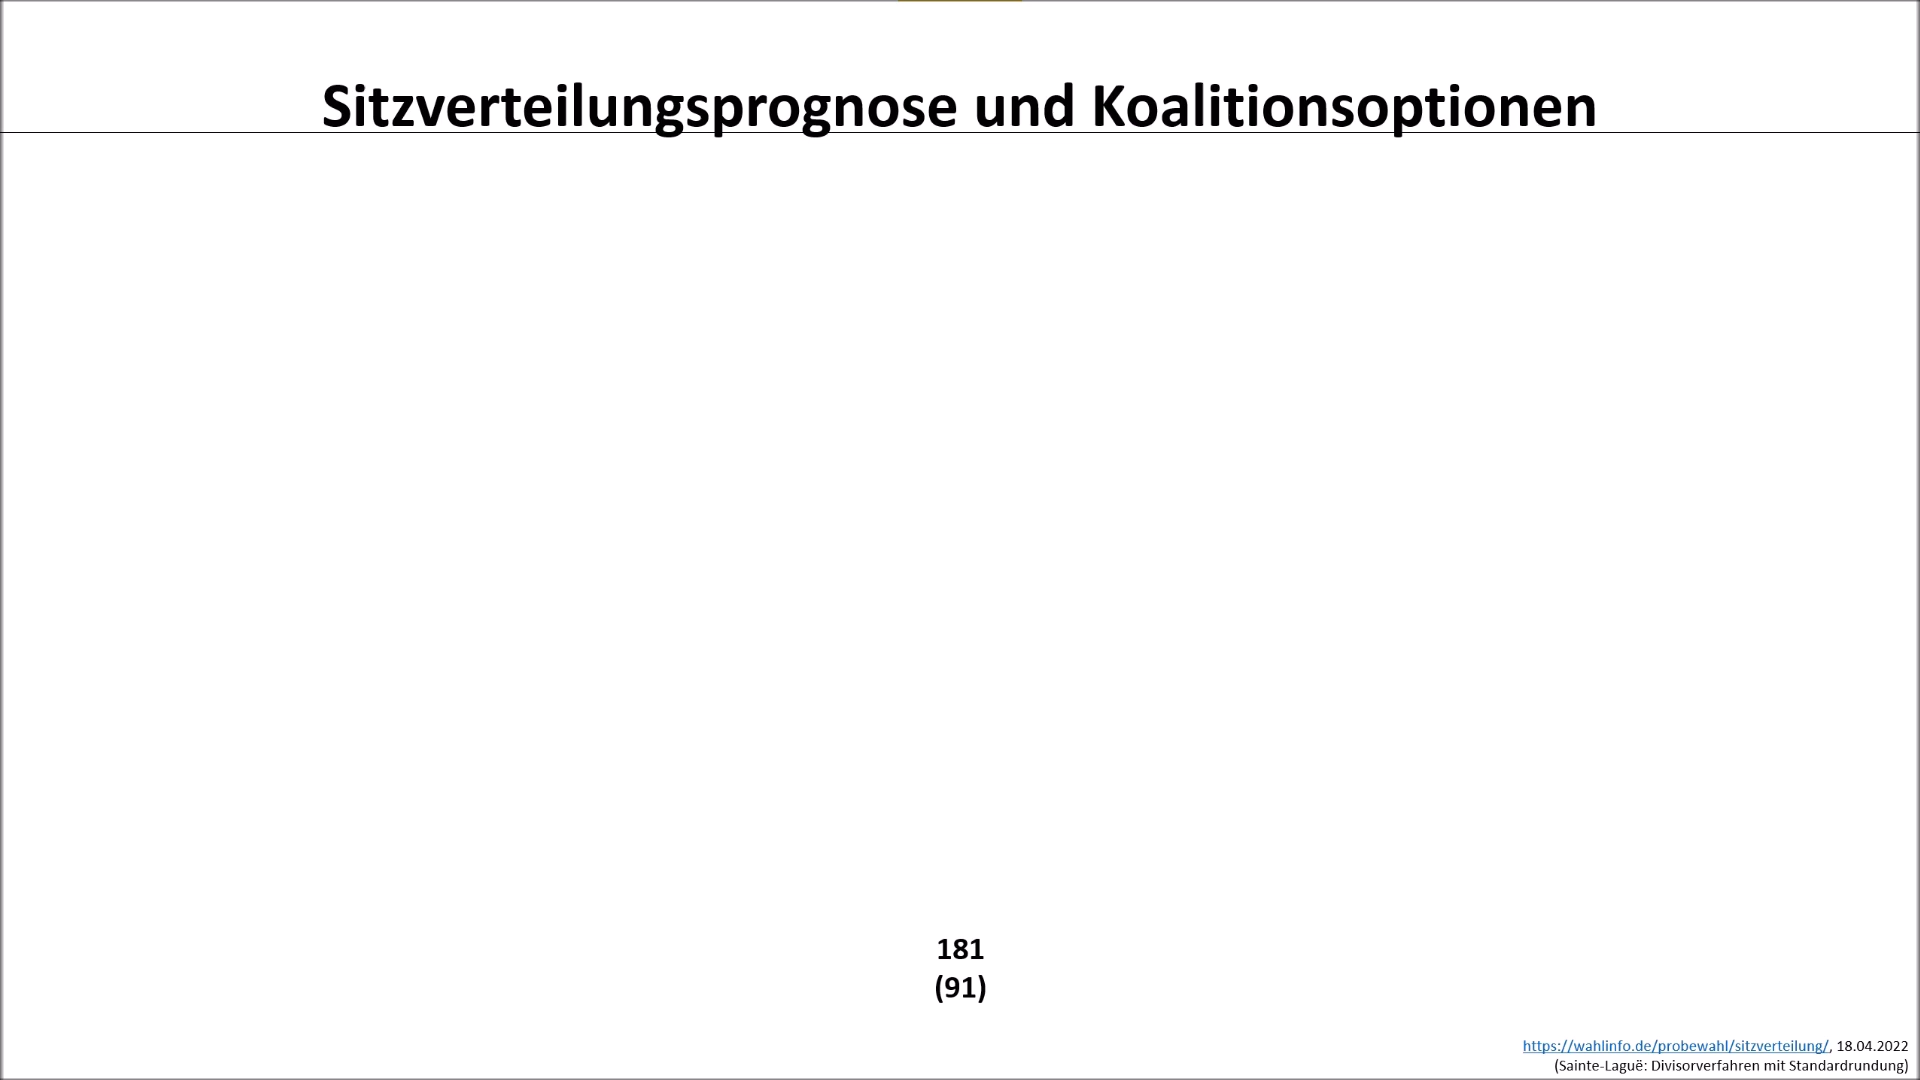 Sitzverteilungsprognose und Koalitionsoptionen
181
(91)
https://wahlinfo.de/probewahl/sitzverteilung/, 18.04.2022
(Sainte-Laguë: Divisorverfahren mit Standardrundung)